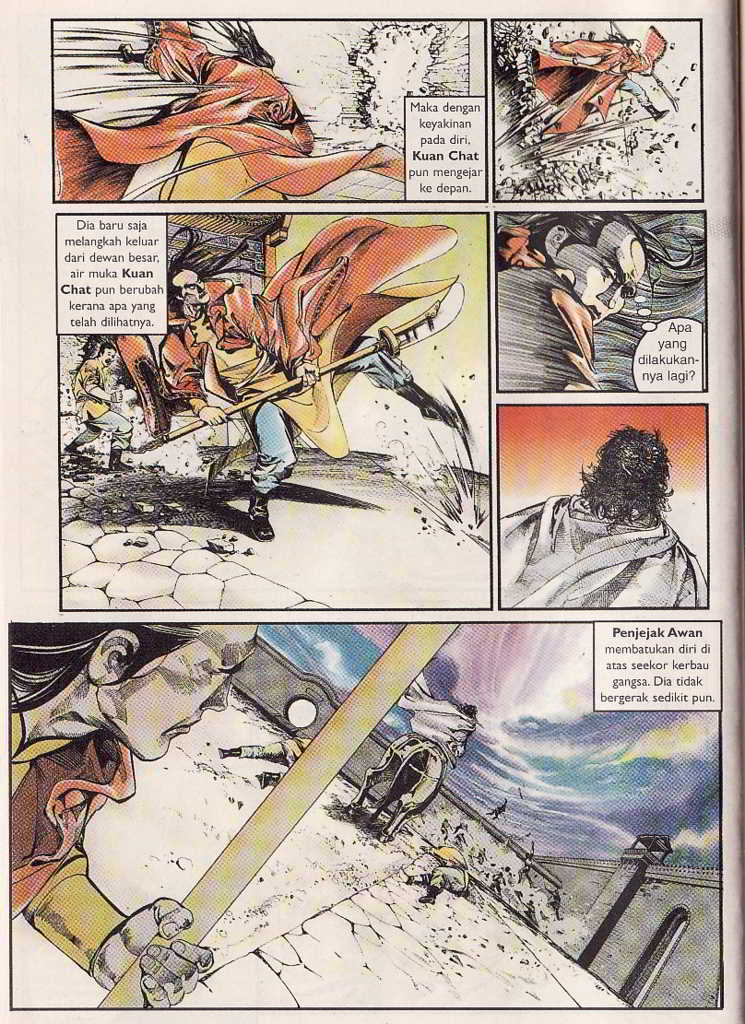 Maka dengan
keyakinan
pada diri,
Kuan Chat
pun mengejar
ke depan.
Dia baru saja
melangkah keluar
dari dewan besar,
air muka Kuan
Chat pun berubah
kerana apa yang
telah dilihatnya.
Apa
yang
dilakukan-
nya lagi?
Penjejak Awan
membatukan diri di
atas seekor kerbau
gangsa. Dia tidak
bergerak sedikit pun.